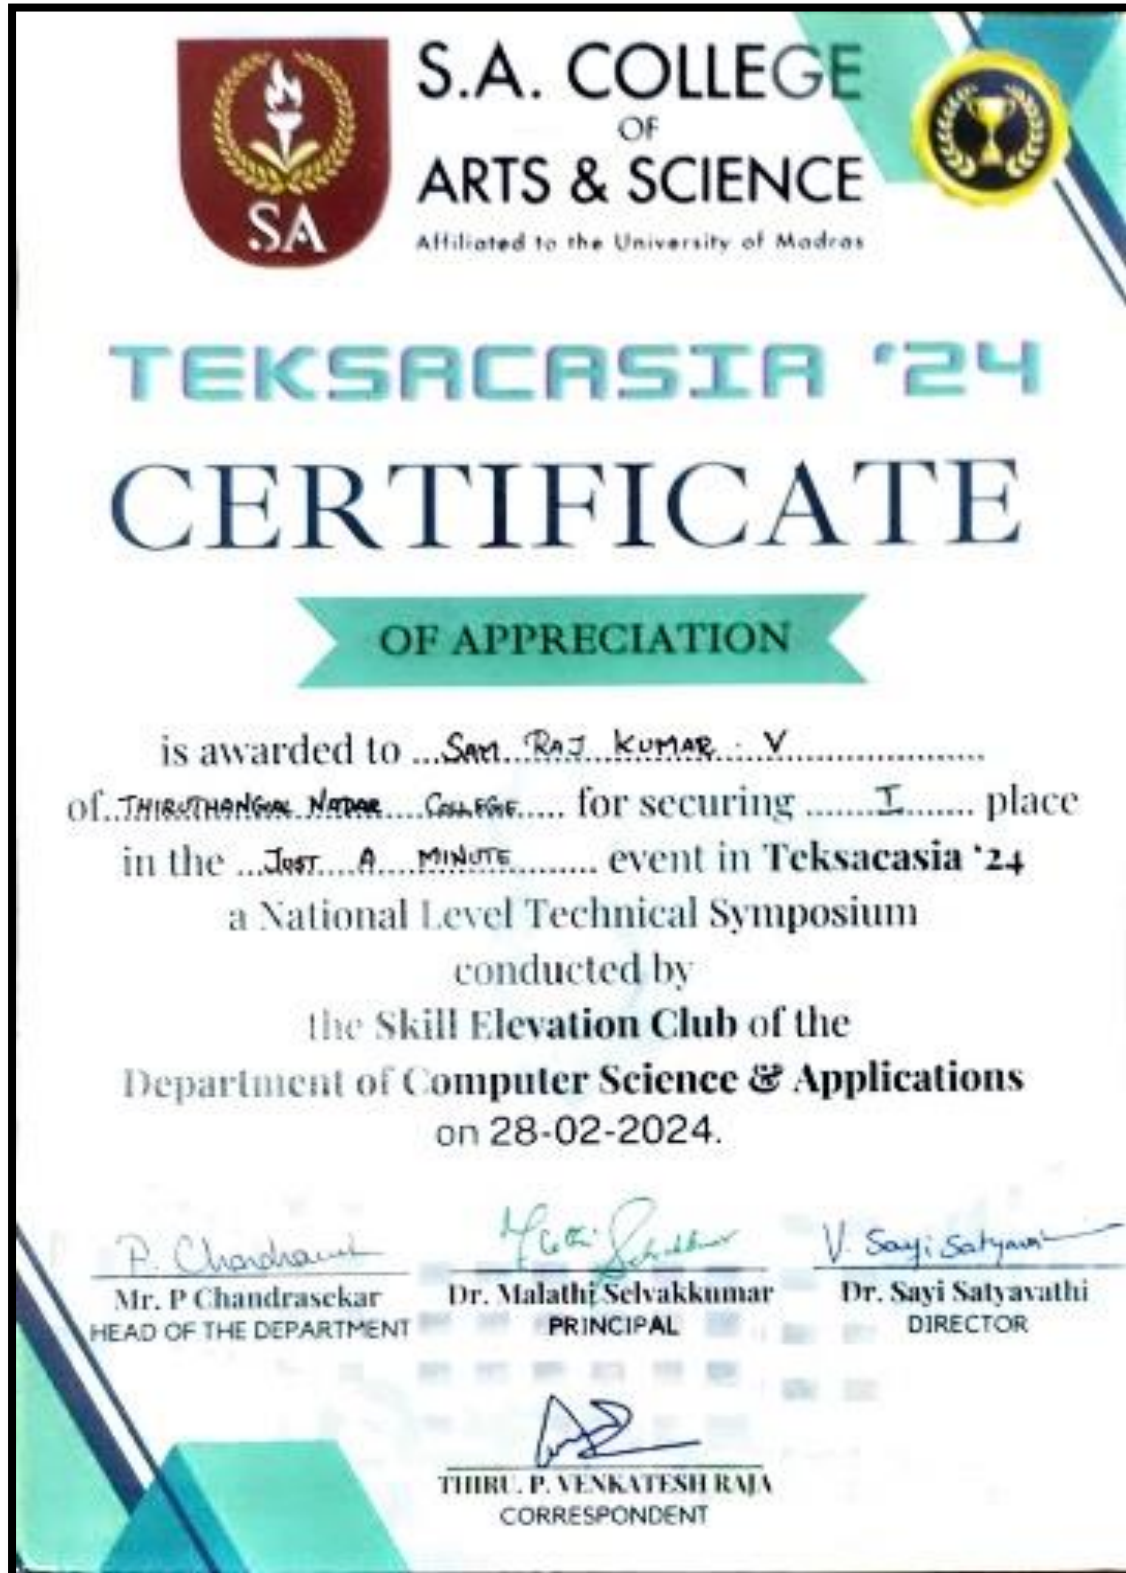 SA
S.A. COLLEGE
OF
ARTS & SCIENCE
Affiliated to the University of Madras
TEKSACASIA '24
CERTIFICATE
OF APPRECIATION
is awarded to ...SAM RAJ KUMAR. V...
of...THIRUTHANGAL NADAR COLLEGE... for securing ...I... place
in the ...JUST A MINUTE... event in Teksacasia '24
a National Level Technical Symposium
conducted by
the Skill Elevation Club of the
Department of Computer Science & Applications
on 28-02-2024.
P. Chandra
V. Sayi Satyava
Mr. P Chandrasekar
HEAD OF THE DEPARTMENT
Dr. Malathi Selvakkumar
PRINCIPAL
Dr. Sayi Satyavathi
DIRECTOR
THIRU. P. VENKATESH RAJA
CORRESPONDENT